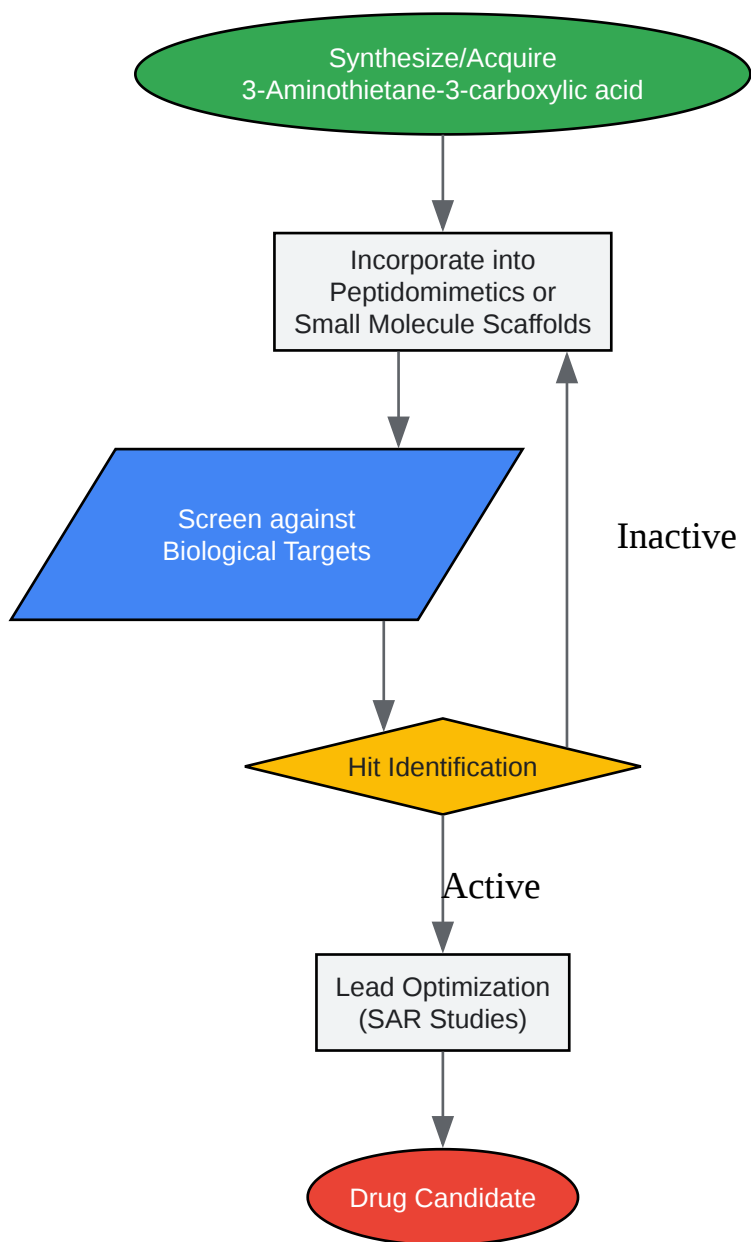 Synthesize/Acquire
3-Aminothietane-3-carboxylic acid
Incorporate into
Peptidomimetics or
Small Molecule Scaffolds
Screen against
Biological Targets
Inactive
Hit Identification
Active
Lead Optimization
(SAR Studies)
Drug Candidate